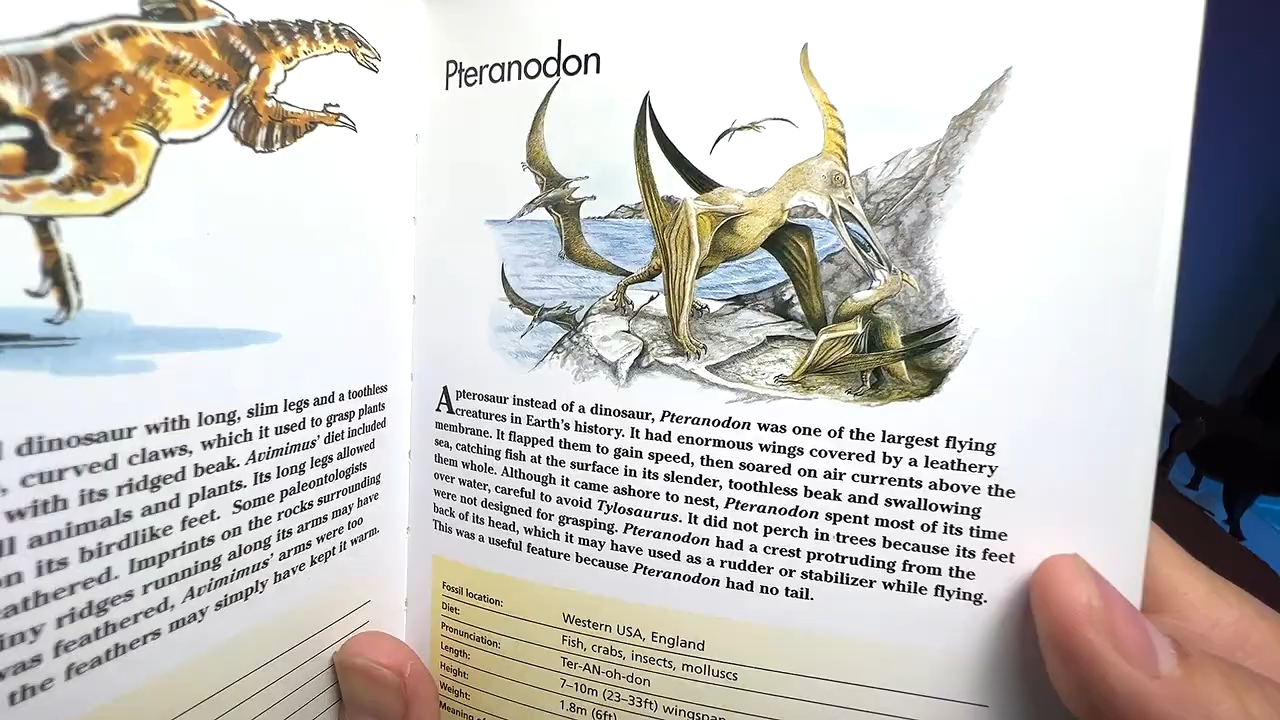 dinosaur with long, slim legs and a toothless
curved claws, which it used to grasp plants
with its ridged beak. Avimimus' diet included
animals and plants. Its long legs allowed
on its birdlike feet. Some paleontologists
Imprints on the rocks surrounding
ridges running along its arms may have
was feathered, Avimimus' arms were too
the feathers may simply have kept it warm.
Pteranodon
A pterosaur instead of a dinosaur, Pteranodon was one of the largest flying
creatures in Earth's history. It had enormous wings covered by a leathery
membrane. It flapped them to gain speed, then soared on air currents above the
sea, catching fish at the surface in its slender, toothless beak and swallowing
them whole. Although it came ashore to nest, Pteranodon spent most of its time
over water, careful to avoid Tylosaurus. It did not perch in trees because its feet
were not designed for grasping. Pteranodon had a crest protruding from the
back of its head, which it may have used as a rudder or stabilizer while flying.
This was a useful feature because Pteranodon had no tail.
Fossil location: Western USA, England
Diet: Fish, crabs, insects, molluscs
Pronunciation: Ter-AN-oh-don
Length: 7–10m (23–33ft) wingspan
Height: 1.8m (6ft)
Weight:
Meaning of